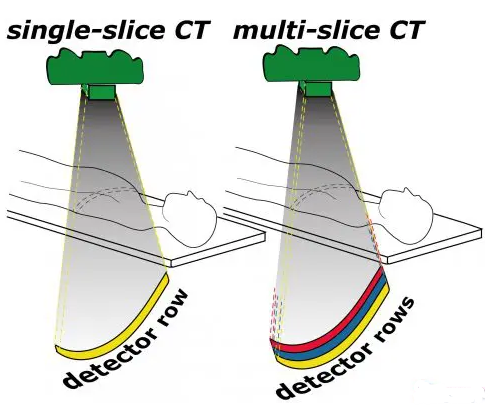 single-slice CT
multi-slice CT
detector row
detector rows